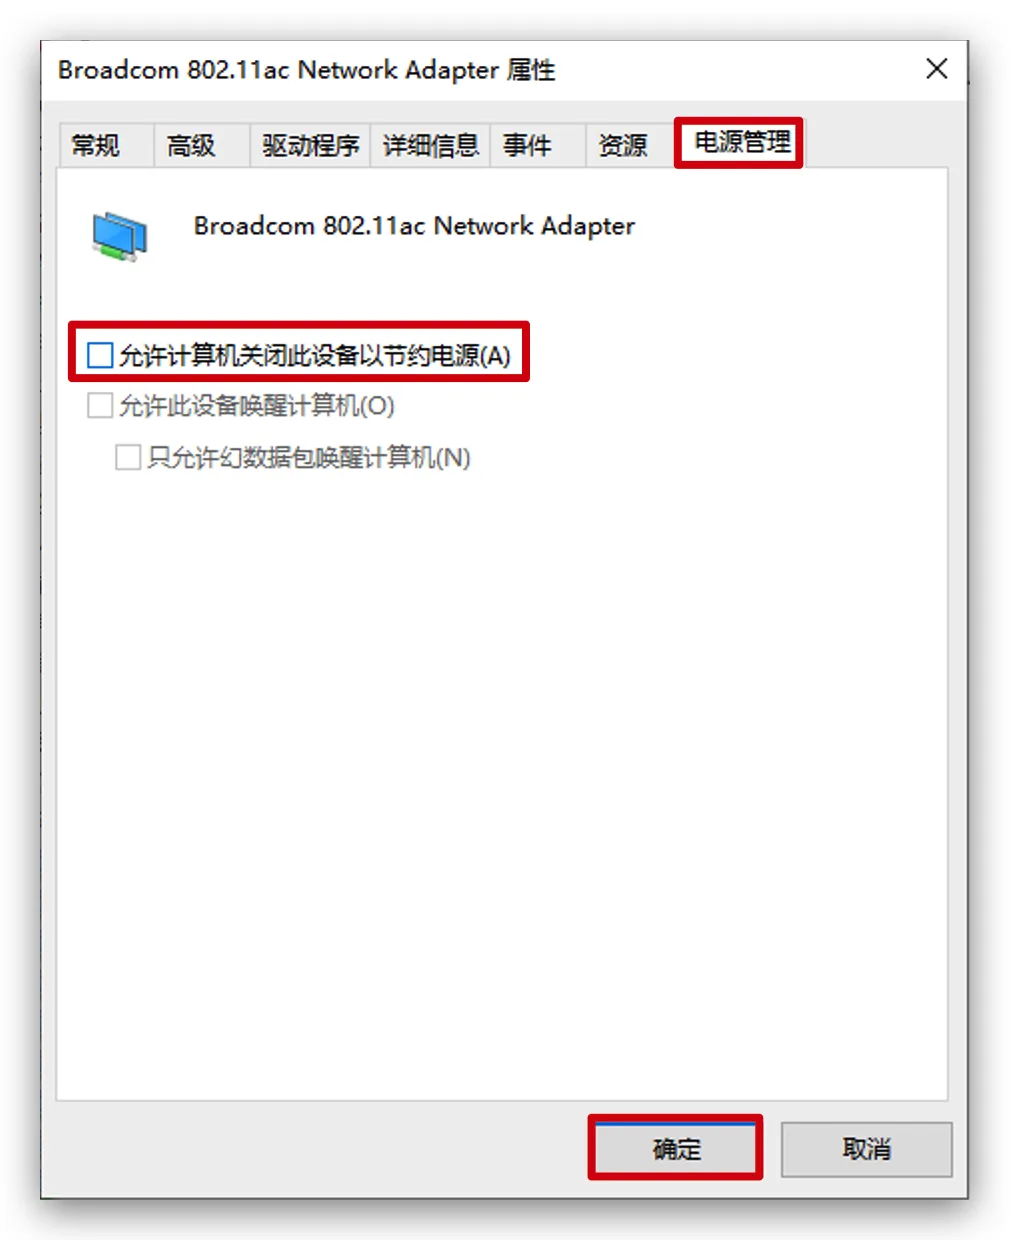 Broadcom 802.11ac Network Adapter 属性
常规 高级 驱动程序 详细信息 事件 资源 电源管理
Broadcom 802.11ac Network Adapter
允许计算机关闭此设备以节约电源(A)
允许此设备唤醒计算机(O)
只允许幻数据包唤醒计算机(N)
确定 取消